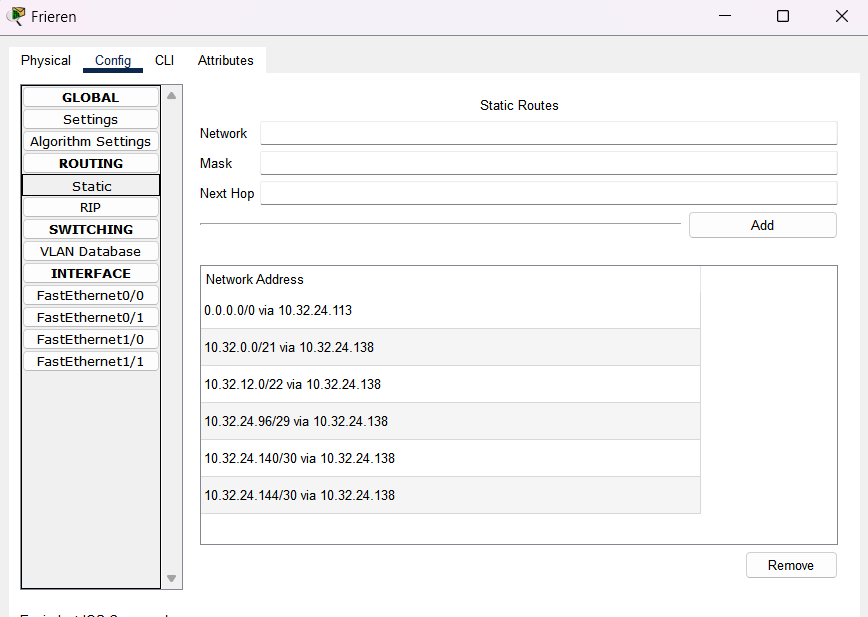 Frieren
Physical Config CLI Attributes
GLOBAL
Settings
Algorithm Settings
ROUTING
Static
RIP
SWITCHING
VLAN Database
INTERFACE
FastEthernet0/0
FastEthernet0/1
FastEthernet1/0
FastEthernet1/1
Static Routes
Network
Mask
Next Hop
Add
Network Address
0.0.0.0/0 via 10.32.24.113
10.32.0.0/21 via 10.32.24.138
10.32.12.0/22 via 10.32.24.138
10.32.24.96/29 via 10.32.24.138
10.32.24.140/30 via 10.32.24.138
10.32.24.144/30 via 10.32.24.138
Remove